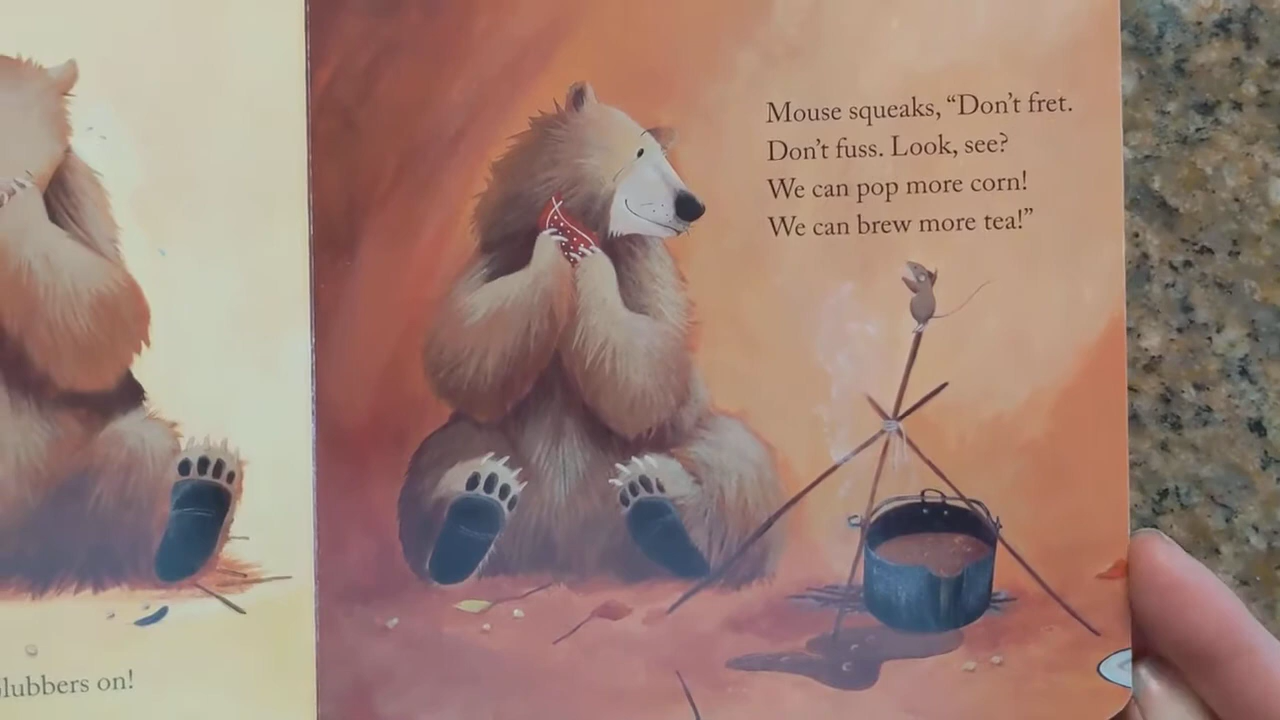 lubbers on!
Mouse squeaks, “Don’t fret.
Don’t fuss. Look, see?
We can pop more corn!
We can brew more tea!”